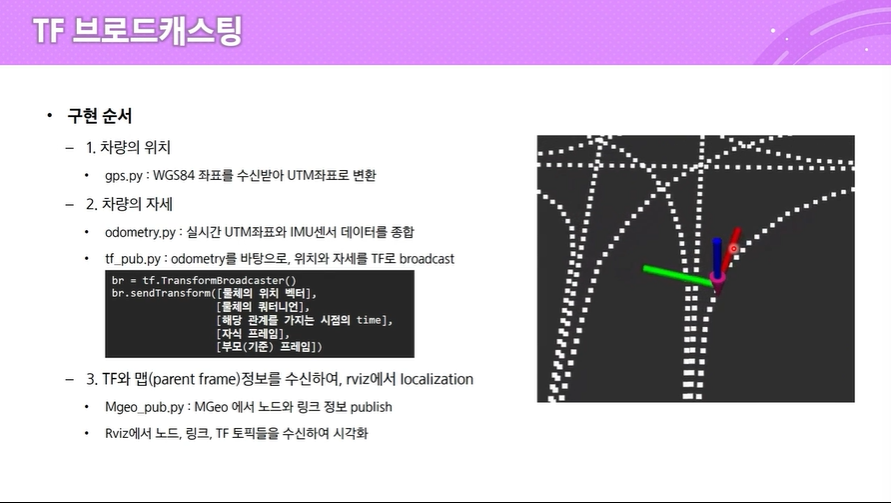 TF 브로드캐스팅
• 구현 순서
– 1. 차량의 위치
• gps.py : WGS84 좌표를 수신받아 UTM좌표로 변환
– 2. 차량의 자세
• odometry.py : 실시간 UTM좌표와 IMU센서 데이터를 종합
• tf_pub.py : odometry를 바탕으로, 위치와 자세를 TF로 broadcast
br = tf.TransformBroadcaster()
br.sendTransform([물체의 위치 벡터],
[물체의 쿼터니언],
[해당 관계를 가지는 시점의 time],
[자식 프레임],
[부모(기준) 프레임])
– 3. TF와 맵(parent frame)정보를 수신하여, rviz에서 localization
• Mgeo_pub.py : MGeo 에서 노드와 링크 정보 publish
• Rviz에서 노드, 링크, TF 토픽들을 수신하여 시각화